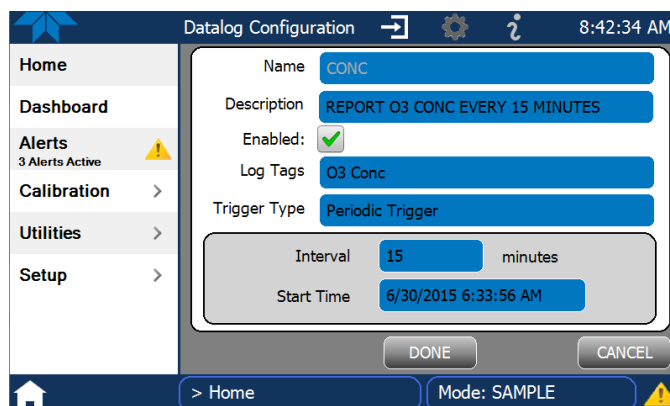 Datalog Configuration 8:42:34 AM
Home
Dashboard
Alerts
3 Alerts Active
Calibration
Utilities
Setup
Name CONC
Description REPORT O3 CONC EVERY 15 MINUTES
Enabled:
Log Tags O3 Conc
Trigger Type Periodic Trigger
Interval 15 minutes
Start Time 6/30/2015 6:33:56 AM
DONE CANCEL
> Home Mode: SAMPLE